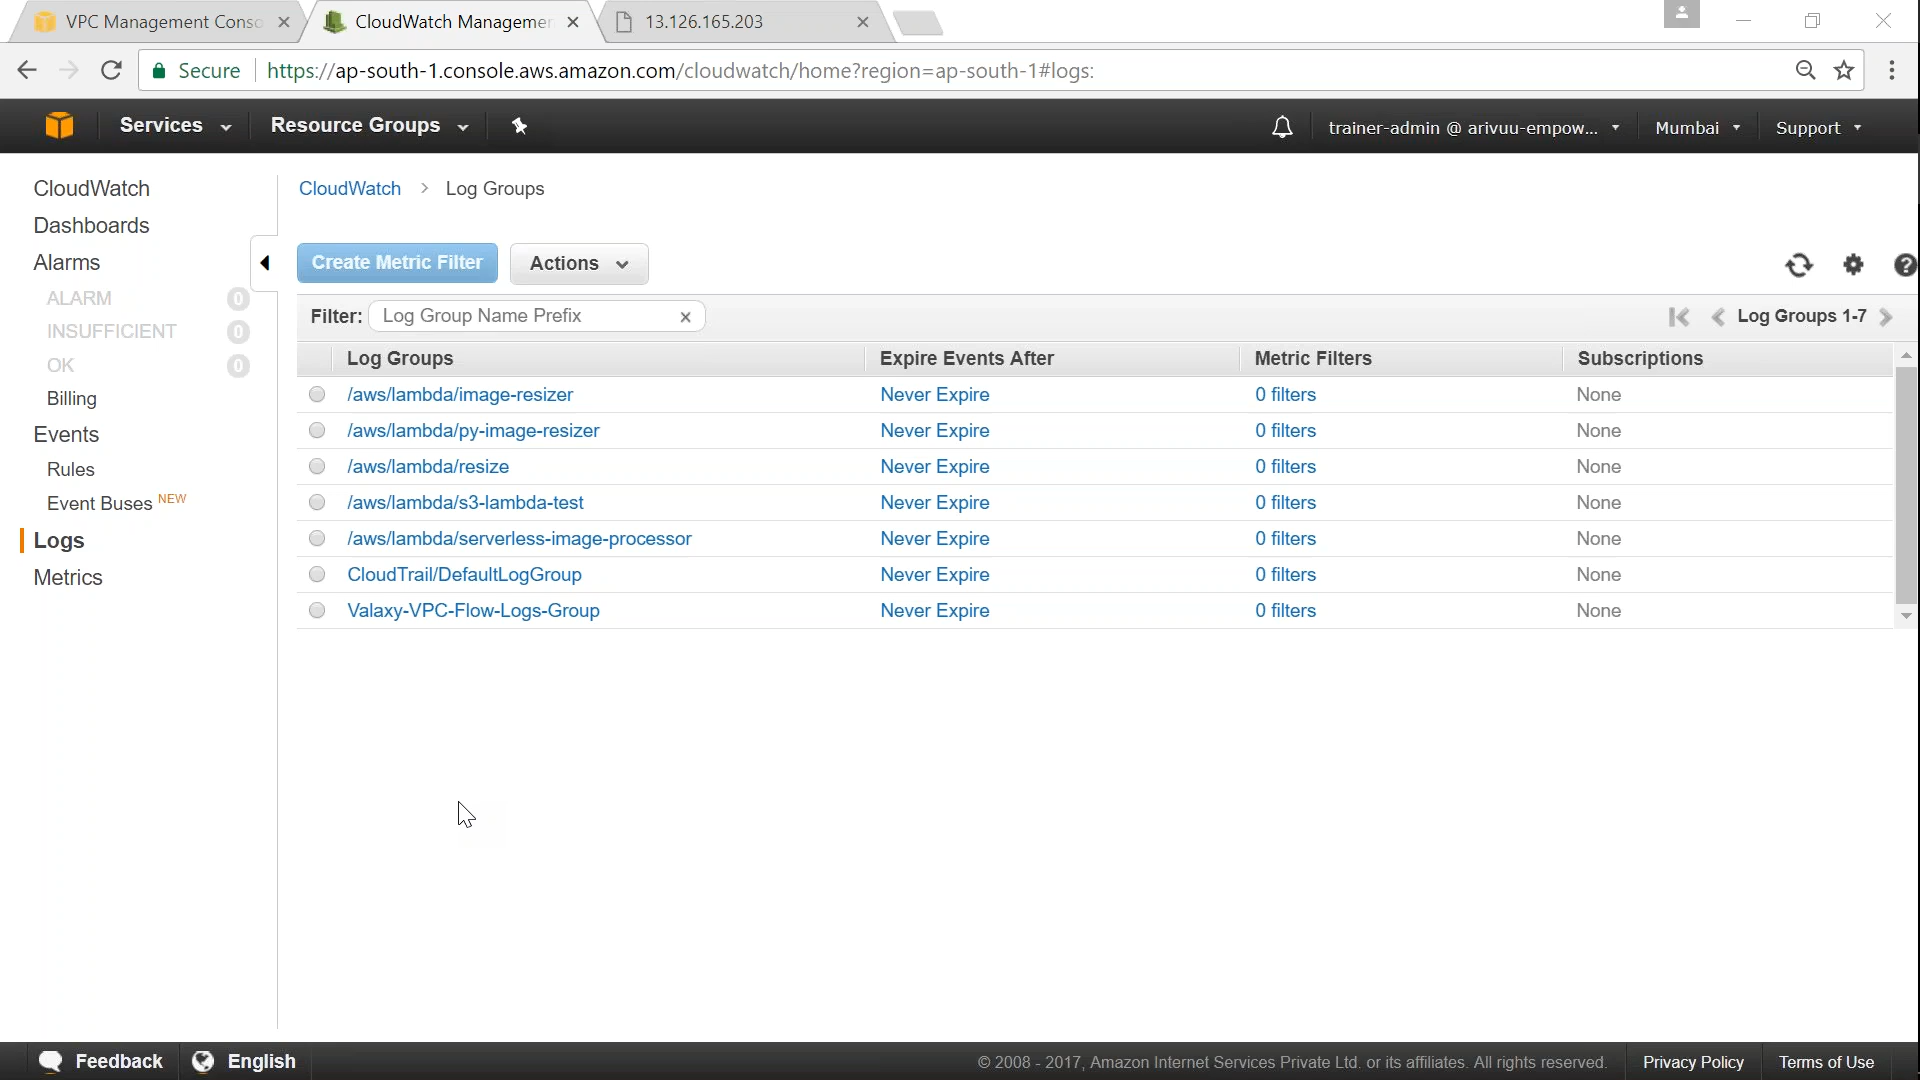 VPC Management Conso
CloudWatch Managemen
13.126.165.203
Secure https://ap-south-1.console.aws.amazon.com/cloudwatch/home?region=ap-south-1#logs:
Services Resource Groups trainer-admin @ arivuu-empow... Mumbai Support
CloudWatch
Dashboards
Alarms
ALARM 0
INSUFFICIENT 0
OK 0
Billing
Events
Rules
Event Buses NEW
Logs
Metrics
CloudWatch > Log Groups
Create Metric Filter Actions
Filter: Log Group Name Prefix x Log Groups 1-7
Log Groups Expire Events After Metric Filters Subscriptions
/aws/lambda/image-resizer Never Expire 0 filters None
/aws/lambda/py-image-resizer Never Expire 0 filters None
/aws/lambda/resize Never Expire 0 filters None
/aws/lambda/s3-lambda-test Never Expire 0 filters None
/aws/lambda/serverless-image-processor Never Expire 0 filters None
CloudTrail/DefaultLogGroup Never Expire 0 filters None
Valaxy-VPC-Flow-Logs-Group Never Expire 0 filters None
Feedback English © 2008 - 2017, Amazon Internet Services Private Ltd. or its affiliates. All rights reserved. Privacy Policy Terms of Use